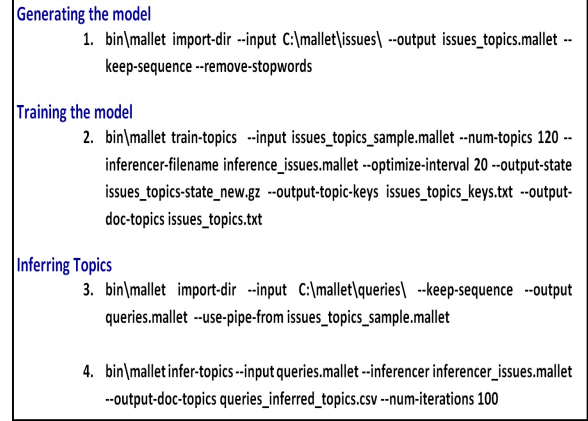 Generating the model
1. bin\mallet import-dir --input C:\mallet\issues\ --output issues_topics.mallet --
keep-sequence --remove-stopwords
Training the model
2. bin\mallet train-topics --input issues_topics_sample.mallet --num-topics 120 --
inferencer-filename inference_issues.mallet --optimize-interval 20 --output-state
issues_topics-state_new.gz --output-topic-keys issues_topics_keys.txt --output-
doc-topics issues_topics.txt
Inferring Topics
3. bin\mallet import-dir --input C:\mallet\queries\ --keep-sequence --output
queries.mallet --use-pipe-from issues_topics_sample.mallet
4. bin\mallet infer-topics --input queries.mallet --inferencer inferencer_issues.mallet
--output-doc-topics queries_inferred_topics.csv --num-iterations 100